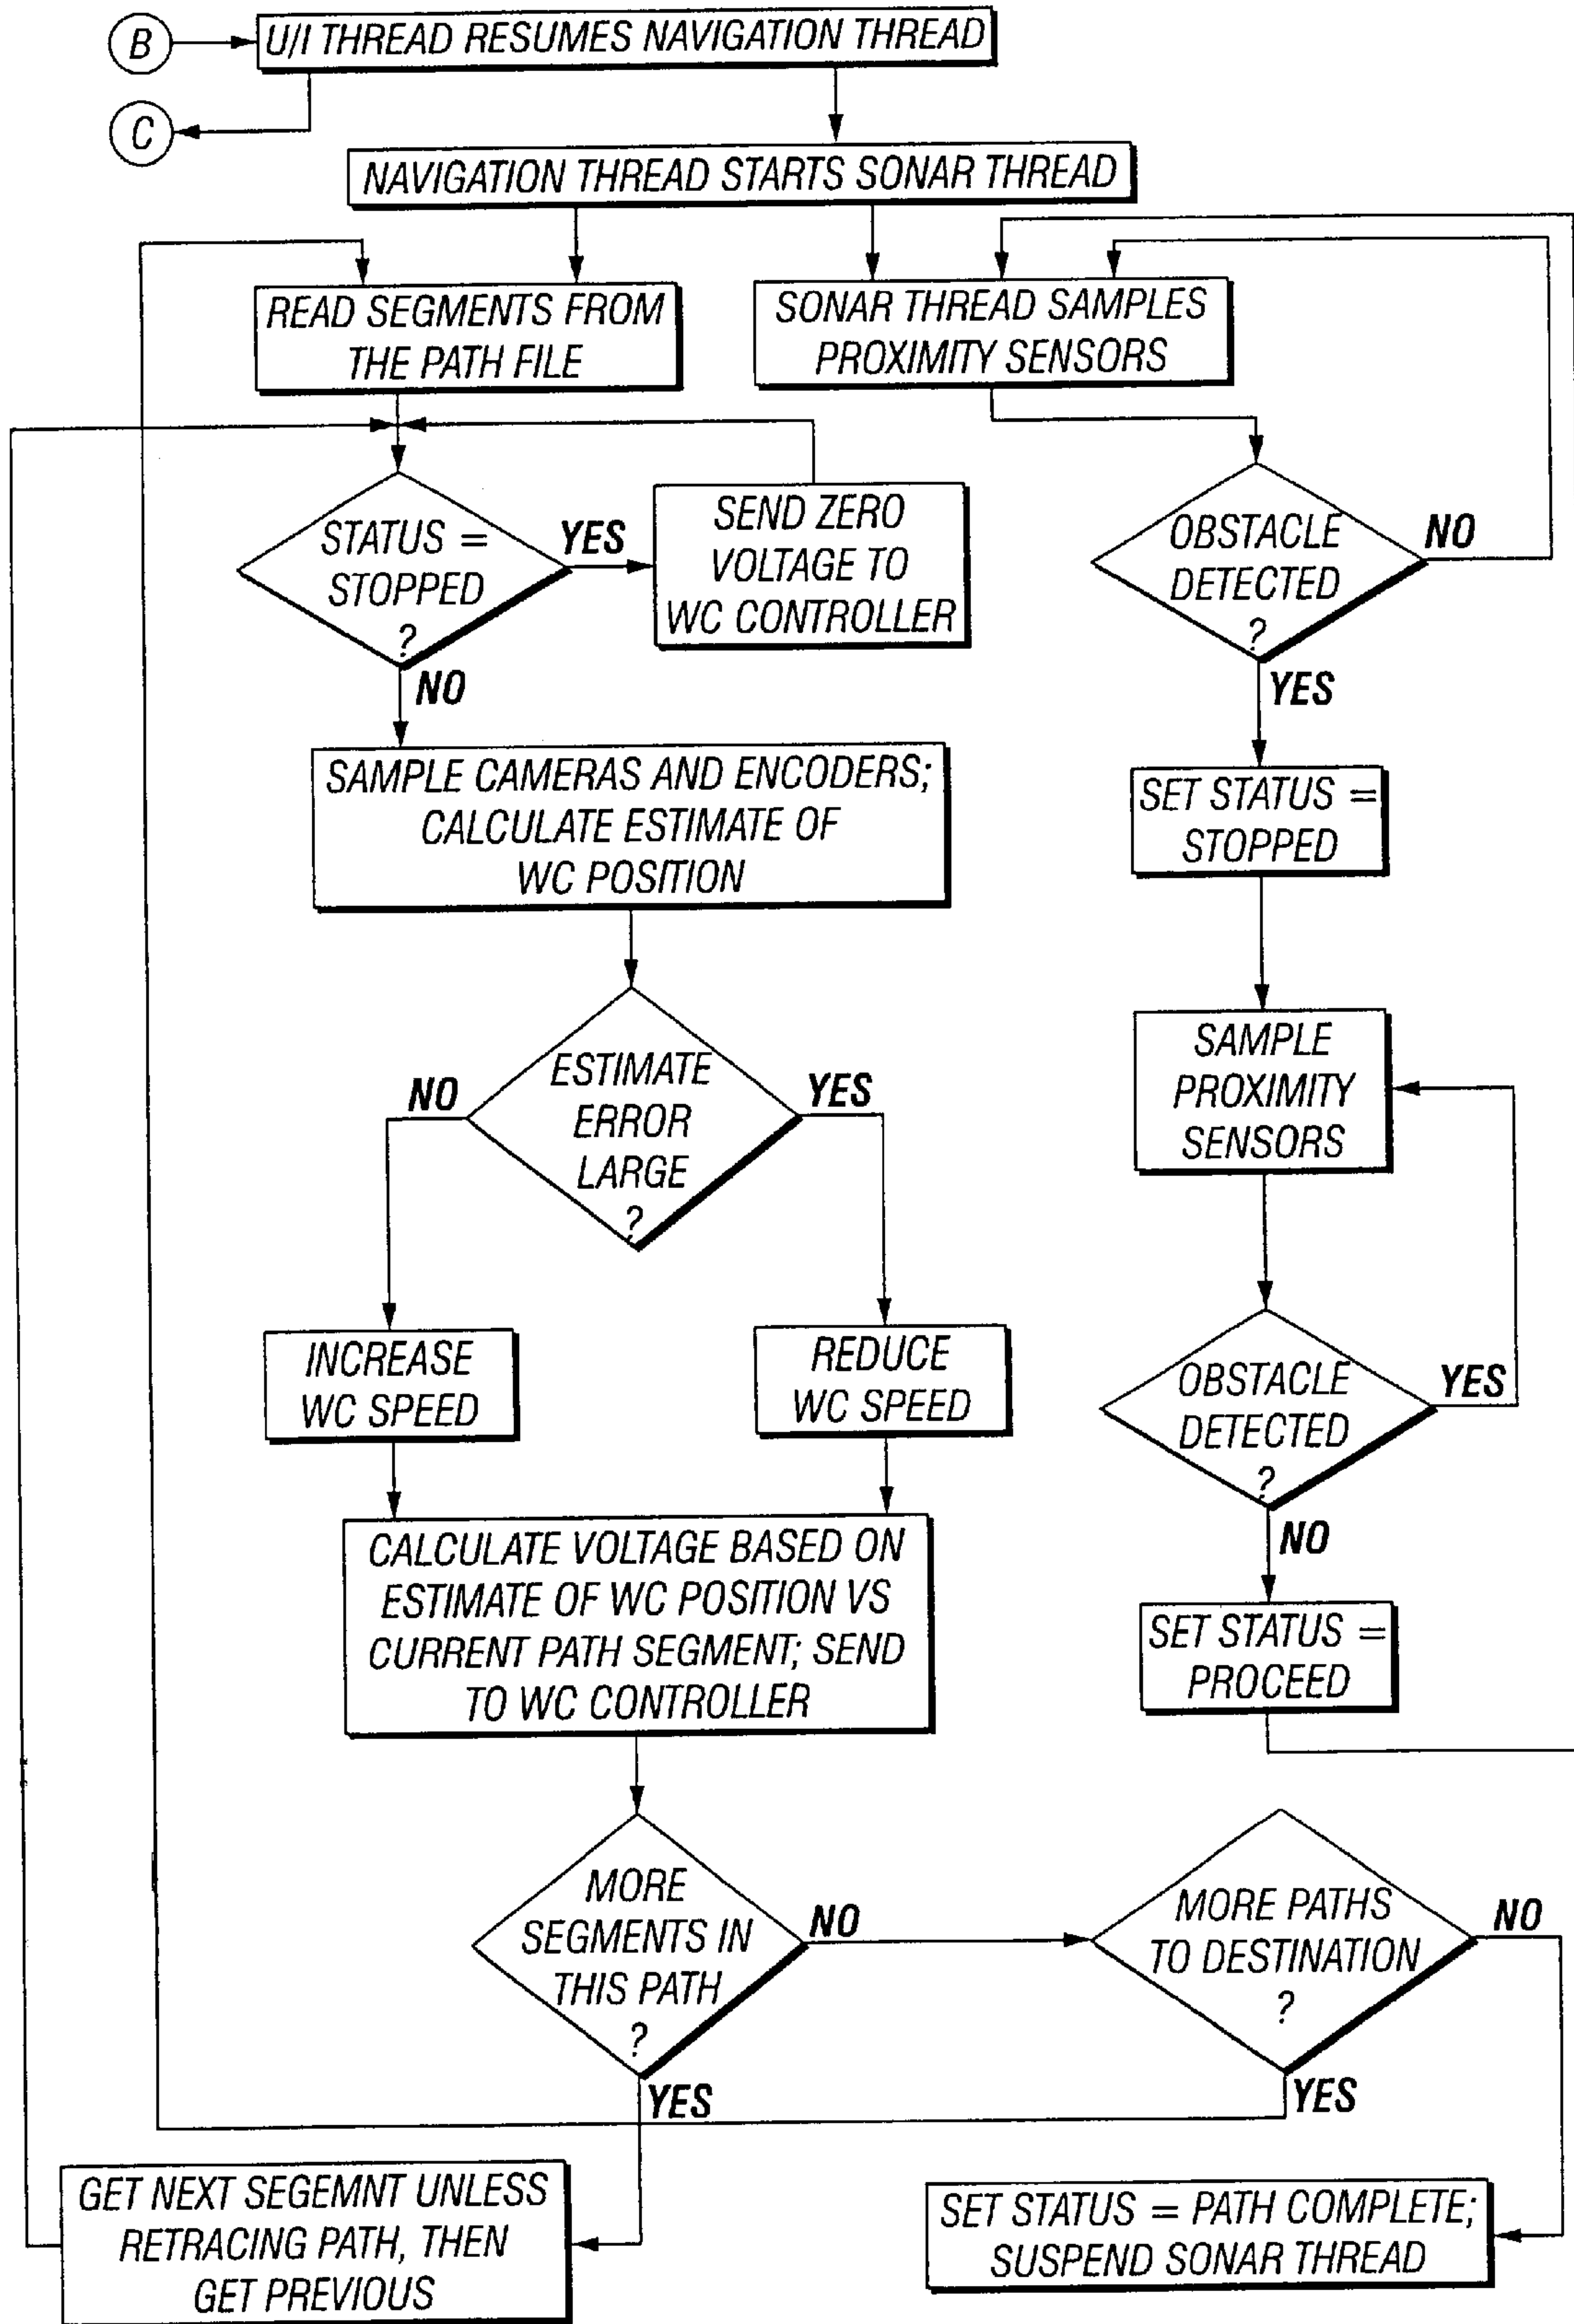 B
U/I THREAD RESUMES NAVIGATION THREAD
C
NAVIGATION THREAD STARTS SONAR THREAD
READ SEGMENTS FROM
THE PATH FILE
SONAR THREAD SAMPLES
PROXIMITY SENSORS
STATUS =
STOPPED
?
YES
NO
SEND ZERO
VOLTAGE TO
WC CONTROLLER
OBSTACLE
DETECTED
?
NO
YES
SAMPLE CAMERAS AND ENCODERS;
CALCULATE ESTIMATE OF
WC POSITION
SET STATUS =
STOPPED
ESTIMATE
ERROR
LARGE
?
NO
YES
SAMPLE
PROXIMITY
SENSORS
INCREASE
WC SPEED
REDUCE
WC SPEED
OBSTACLE
DETECTED
?
YES
NO
CALCULATE VOLTAGE BASED ON
ESTIMATE OF WC POSITION VS
CURRENT PATH SEGMENT; SEND
TO WC CONTROLLER
SET STATUS =
PROCEED
MORE
SEGMENTS IN
THIS PATH
?
NO
YES
MORE PATHS
TO DESTINATION
?
NO
YES
GET NEXT SEGEMNT UNLESS
RETRACING PATH, THEN
GET PREVIOUS
SET STATUS = PATH COMPLETE;
SUSPEND SONAR THREAD